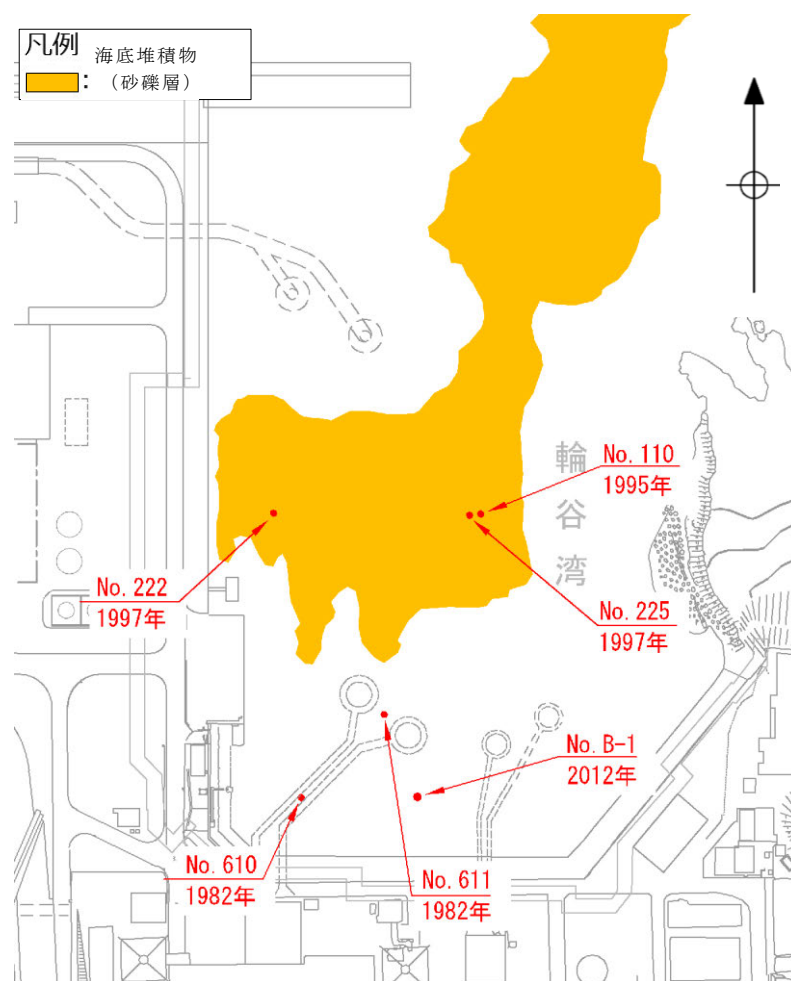 凡例
海底堆積物
：（砂礫層）
輪谷湾
No. 110
1995年
No. 222
1997年
No. 225
1997年
No. B-1
2012年
No. 610
1982年
No. 611
1982年